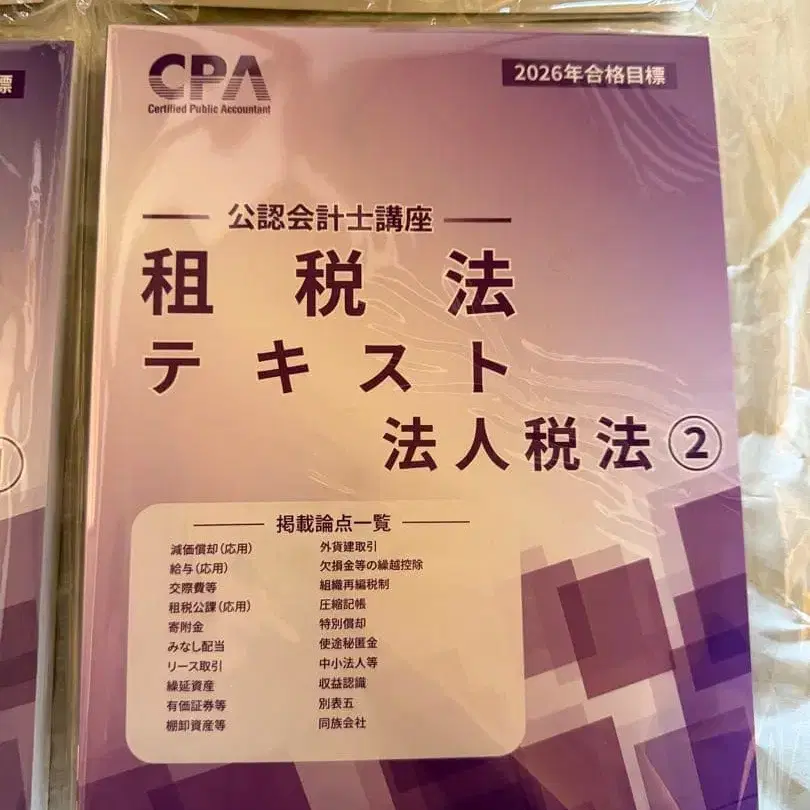 標
CPA
Certified Public Accountant
2026年合格目標
公認会計士講座
租税法
テキスト
法人税法②
掲載論点一覧
減価償却(応用)
給与(応用)
交際費等
租税公課(応用)
寄附金
みなし配当
リース取引
繰延資産
有価証券等
棚卸資産等
外貨建取引
欠損金等の繰越控除
組織再編税制
圧縮記帳
特別償却
使途秘匿金
中小法人等
収益認識
別表五
同族会社